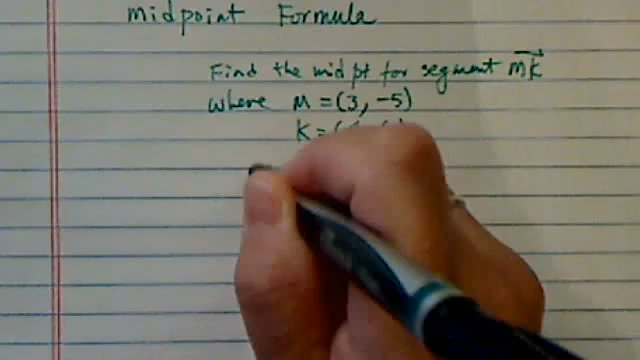 midpoint Formula
Find the mid pt for segment MK
where M = (3, -5)
K = (